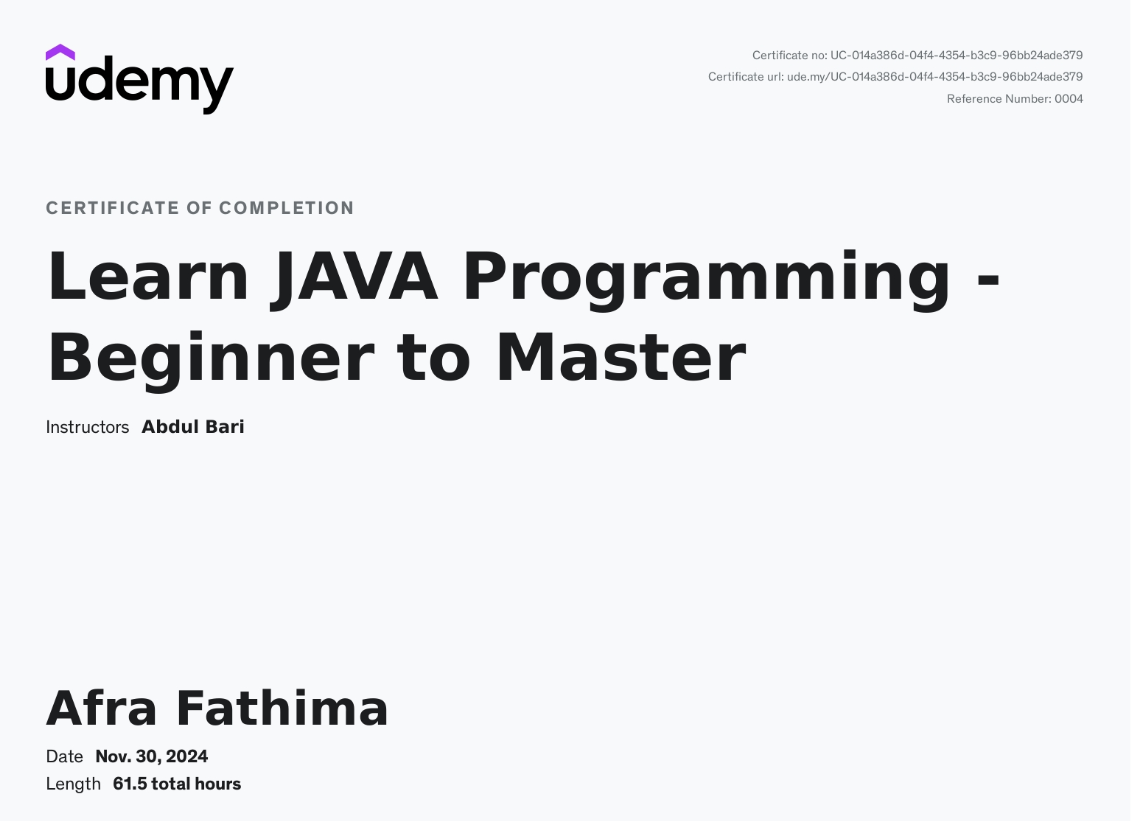 udemy
Certificate no: UC-014a386d-04f4-4354-b3c9-96bb24ade379
Certificate url: ude.my/UC-014a386d-04f4-4354-b3c9-96bb24ade379
Reference Number: 0004
CERTIFICATE OF COMPLETION
Learn JAVA Programming -
Beginner to Master
Instructors Abdul Bari
Afra Fathima
Date Nov. 30, 2024
Length 61.5 total hours